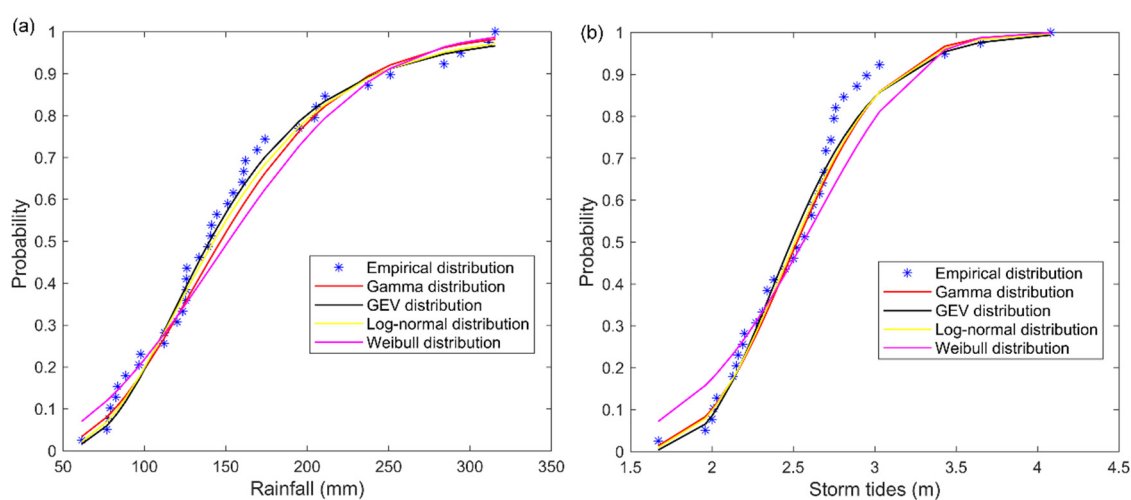 (a)
1
0.9
0.8
0.7
0.6
0.5
0.4
0.3
0.2
0.1
0
Probability
50 100 150 200 250 300 350
Rainfall (mm)
Empirical distribution
Gamma distribution
GEV distribution
Log-normal distribution
Weibull distribution
(b)
1
0.9
0.8
0.7
0.6
0.5
0.4
0.3
0.2
0.1
0
Probability
1.5 2 2.5 3 3.5 4 4.5
Storm tides (m)
Empirical distribution
Gamma distribution
GEV distribution
Log-normal distribution
Weibull distribution